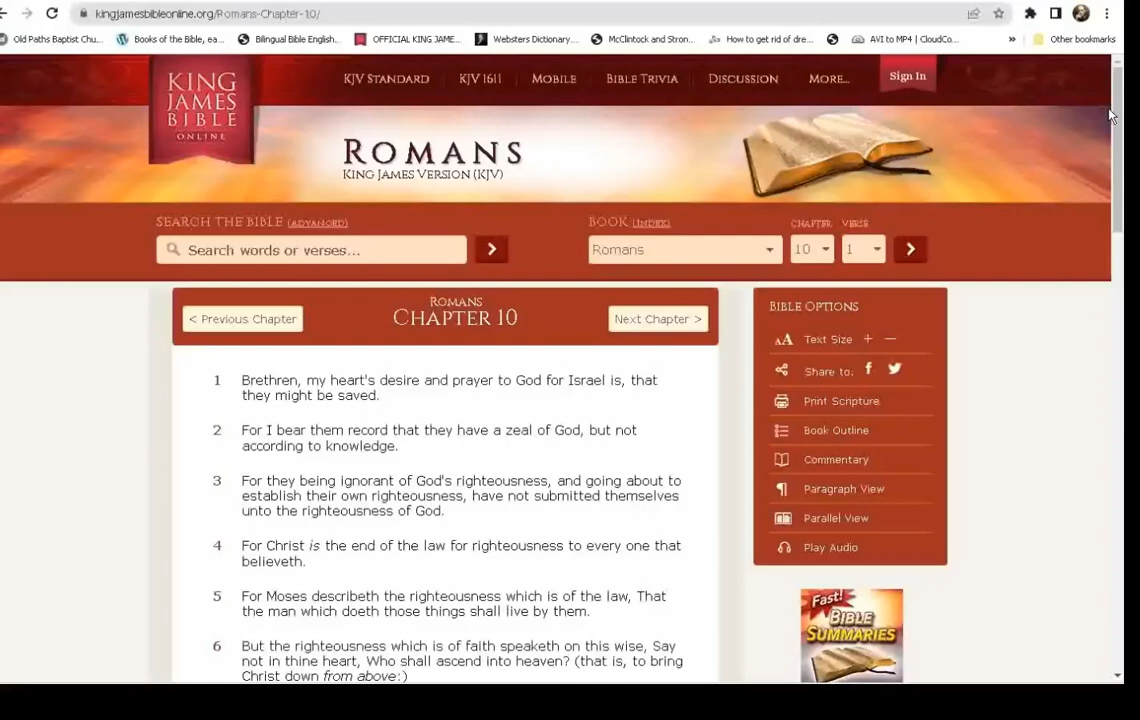 kingjamesbibleonline.org/Romans-Chapter-10/
Old Paths Baptist Chu... Books of the Bible, ea... Bilingual Bible English... OFFICIAL KING JAME... Websters Dictionary... McClintock and Stron... How to get rid of dre... AVI to MP4 | CloudCo... » Other bookmarks
KING
JAMES
BIBLE
ONLINE
KJV STANDARD KJV 1611 MOBILE BIBLE TRIVIA DISCUSSION MORE... Sign In
ROMANS
KING JAMES VERSION (KJV)
SEARCH THE BIBLE (ADVANCED) BOOK (INDEX) CHAPTER VERSE
Search words or verses... Romans 10 1
< Previous Chapter
ROMANS
CHAPTER 10
Next Chapter >
1 Brethren, my heart's desire and prayer to God for Israel is, that
they might be saved.
2 For I bear them record that they have a zeal of God, but not
according to knowledge.
3 For they being ignorant of God's righteousness, and going about to
establish their own righteousness, have not submitted themselves
unto the righteousness of God.
4 For Christ is the end of the law for righteousness to every one that
believeth.
5 For Moses describeth the righteousness which is of the law, That
the man which doeth those things shall live by them.
6 But the righteousness which is of faith speaketh on this wise, Say
not in thine heart, Who shall ascend into heaven? (that is, to bring
Christ down from above:)
BIBLE OPTIONS
AA Text Size + −
Share to:
Print Scripture
Book Outline
Commentary
Paragraph View
Parallel View
Play Audio
Fast!
BIBLE
SUMMARIES